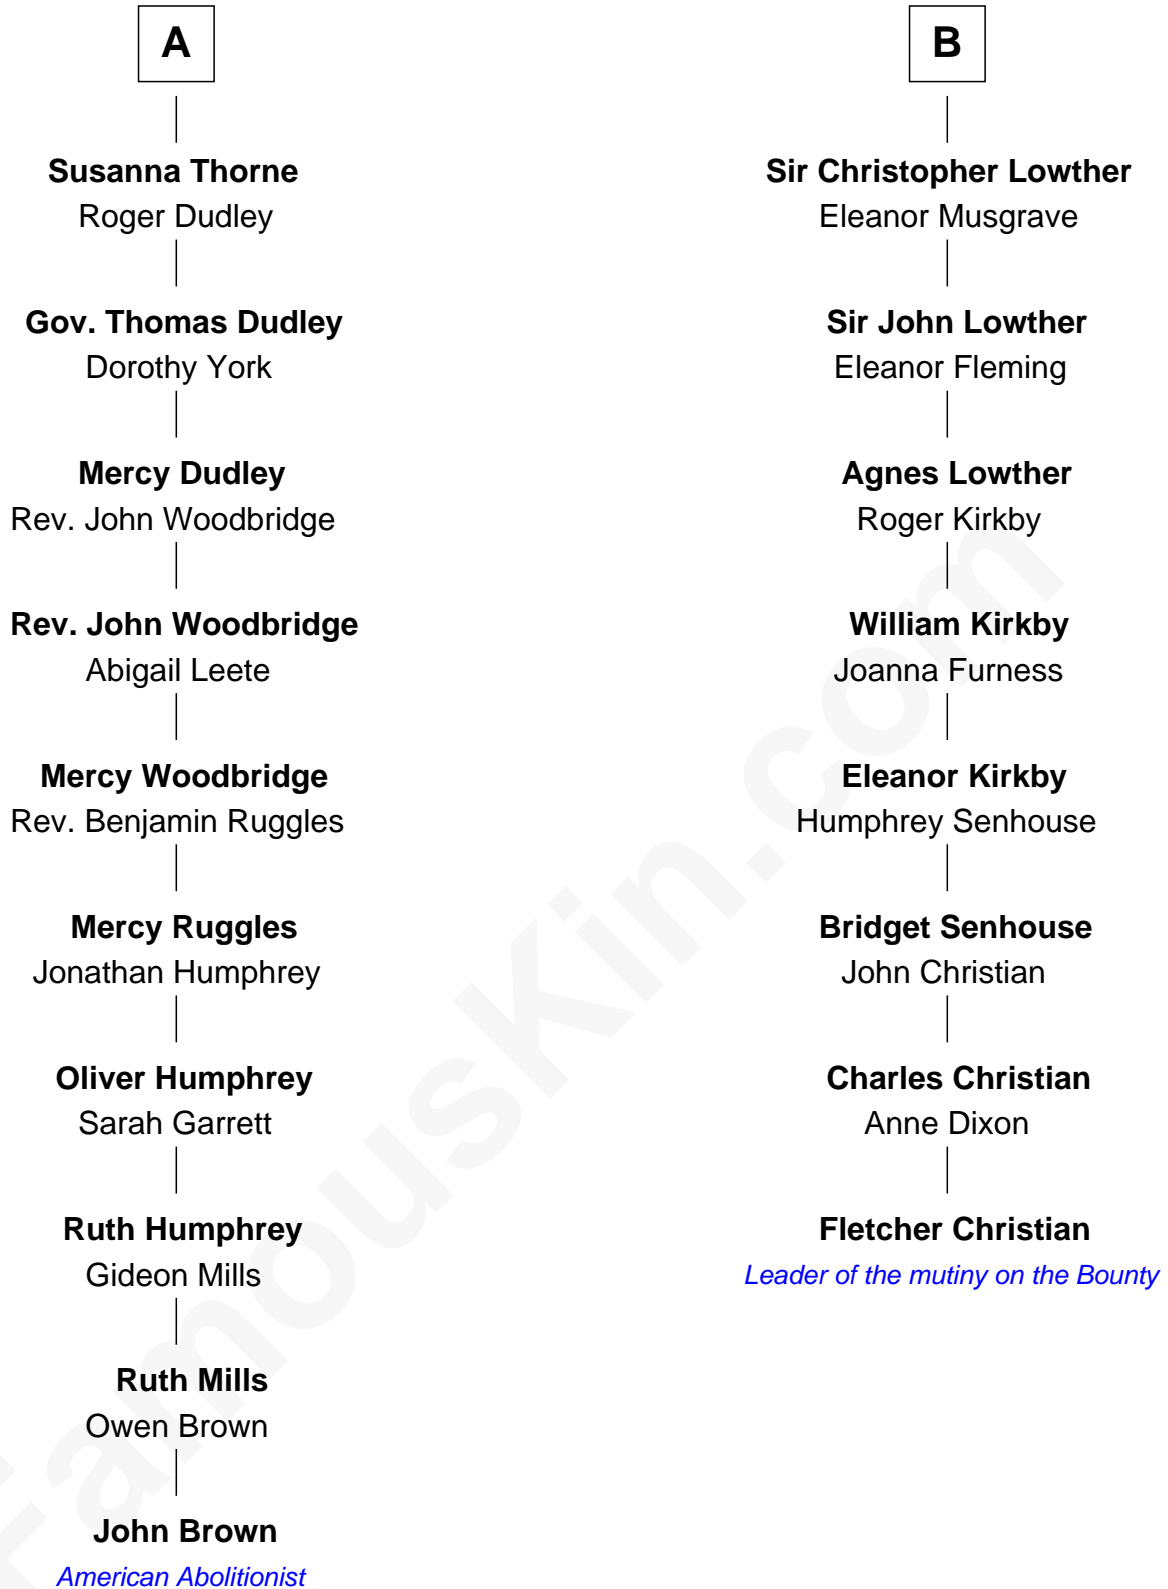 A
Susanna Thorne
Roger Dudley
Gov. Thomas Dudley
Dorothy York
Mercy Dudley
Rev. John Woodbridge
Rev. John Woodbridge
Abigail Leete
Mercy Woodbridge
Rev. Benjamin Ruggles
Mercy Ruggles
Jonathan Humphrey
Oliver Humphrey
Sarah Garrett
Ruth Humphrey
Gideon Mills
Ruth Mills
Owen Brown
John Brown
American Abolitionist
B
Sir Christopher Lowther
Eleanor Musgrave
Sir John Lowther
Eleanor Fleming
Agnes Lowther
Roger Kirkby
William Kirkby
Joanna Furness
Eleanor Kirkby
Humphrey Senhouse
Bridget Senhouse
John Christian
Charles Christian
Anne Dixon
Fletcher Christian
Leader of the mutiny on the Bounty
FamousKin.com